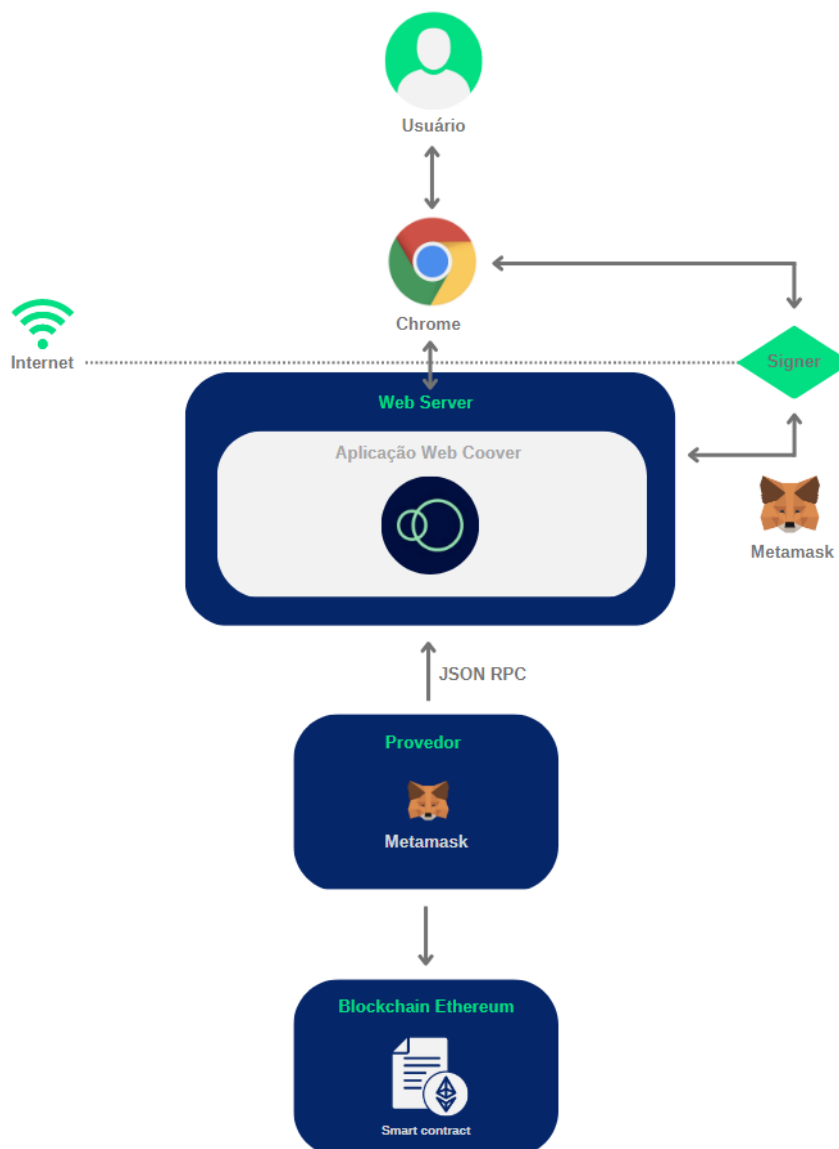 Usuário
Chrome
Internet
Signer
Web Server
Aplicação Web Coover
Metamask
JSON RPC
Provedor
Metamask
Blockchain Ethereum
Smart contract